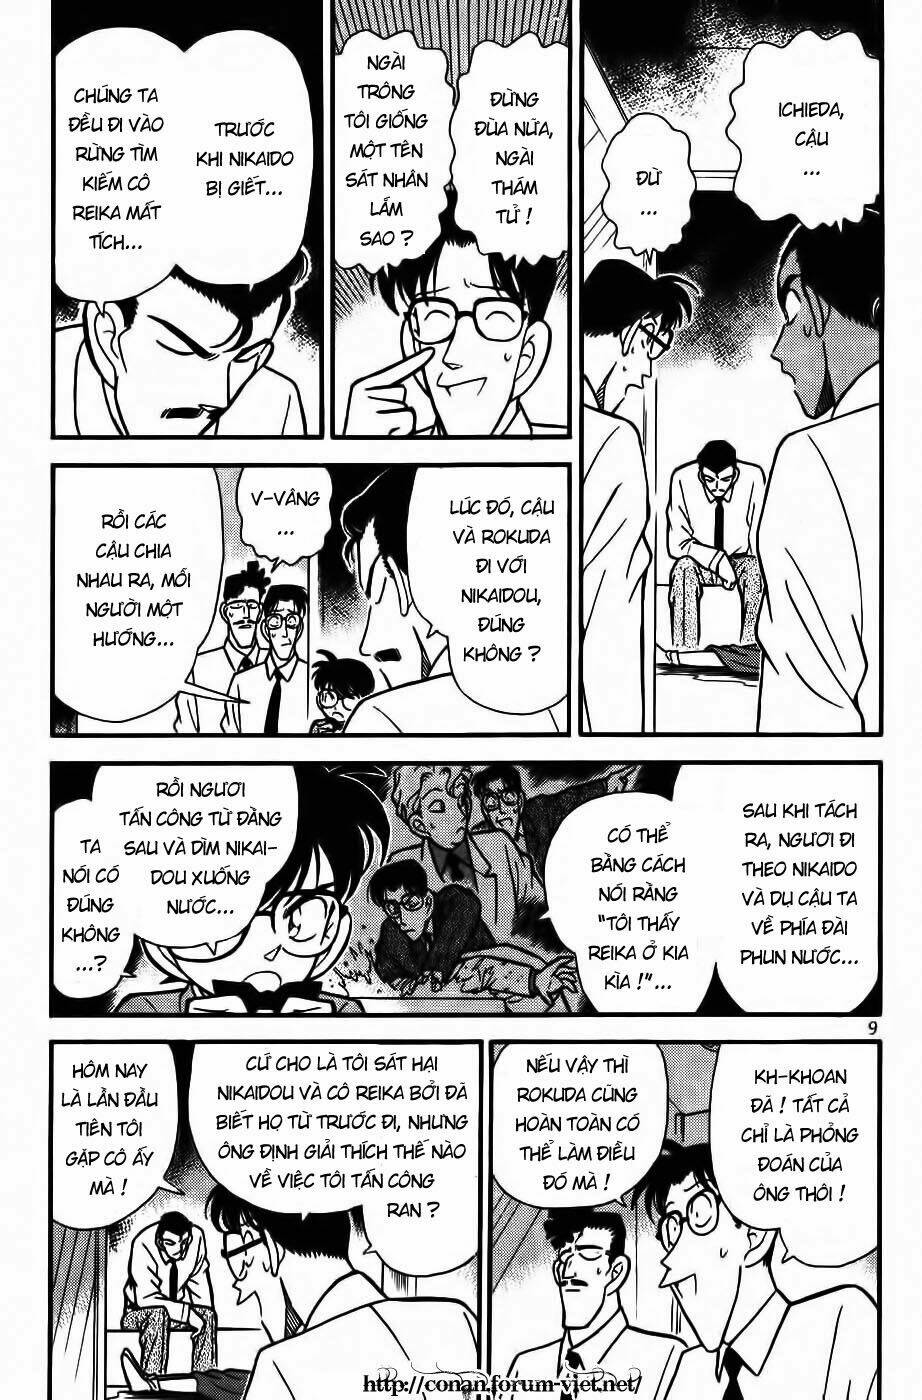 ICHIEDA,
CẬU
...
ĐỪ
...
ĐỪNG
ĐÙA NỮA,
NGÀI
THÁM
TỬ !
NGÀI
TRÔNG
TÔI GIỐNG
MỘT TÊN
SÁT NHÂN
LẮM
SAO ?
TRƯỚC
KHI NIKAIDO
BỊ GIẾT...
CHÚNG TA
ĐỀU ĐI VÀO
RỪNG TÌM
KIẾM CÔ
REIKA MẤT
TÍCH...
LÚC ĐÓ, CẬU
VÀ ROKUDA
ĐI VỚI
NIKAIDOU,
ĐÚNG
KHÔNG ?
V-VÂNG
...
RỒI CÁC
CẬU CHIA
NHAU RA, MỖI
NGƯỜI MỘT
HƯỚNG...
SAU KHI TÁCH
RA, NGƯƠI ĐI
THEO NIKAIDO
VÀ DỤ CẬU TA
VỀ PHÍA ĐÀI
PHUN NƯỚC...
CÓ THỂ
BẰNG CÁCH
NÓI RẰNG
"TÔI THẤY
REIKA Ở KIA
KÌA !"...
RỒI NGƯƠI
TẤN CÔNG TỪ ĐẰNG
SAU VÀ DÌM NIKAI-
DOU XUỐNG
NƯỚC...
TA
NÓI CÓ
ĐÚNG
KHÔNG
...?
9
KH-KHOAN
ĐÃ ! TẤT CẢ
CHỈ LÀ PHỎNG
ĐOÁN CỦA
ÔNG THÔI !
NẾU VẬY THÌ
ROKUDA CŨNG
HOÀN TOÀN CÓ
THỂ LÀM ĐIỀU
ĐÓ MÀ !
CỨ CHO LÀ TÔI SÁT HẠI
NIKAIDOU VÀ CÔ REIKA BỞI ĐÃ
BIẾT HỌ TỪ TRƯỚC ĐI, NHƯNG
ÔNG ĐỊNH GIẢI THÍCH THẾ NÀO
VỀ VIỆC TÔI TẤN CÔNG
RAN ?
HÔM NAY
LÀ LẦN ĐẦU
TIÊN TÔI
GẶP CÔ ẤY
MÀ !
http://conan.forum-viet.net/